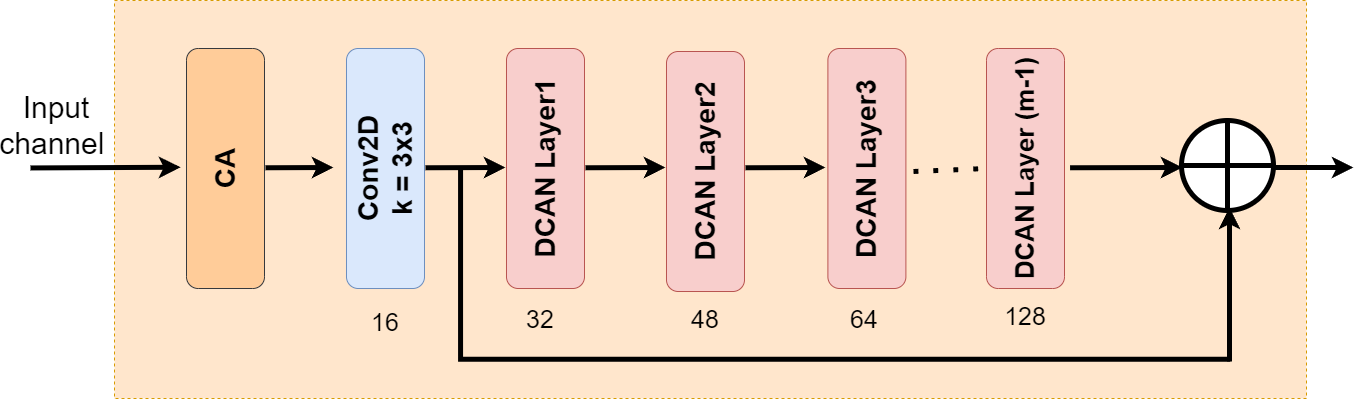 Input
channel
CA
Conv2D
k = 3x3
DCAN Layer1
DCAN Layer2
DCAN Layer3
. . . .
DCAN Layer (m-1)
16
32
48
64
128